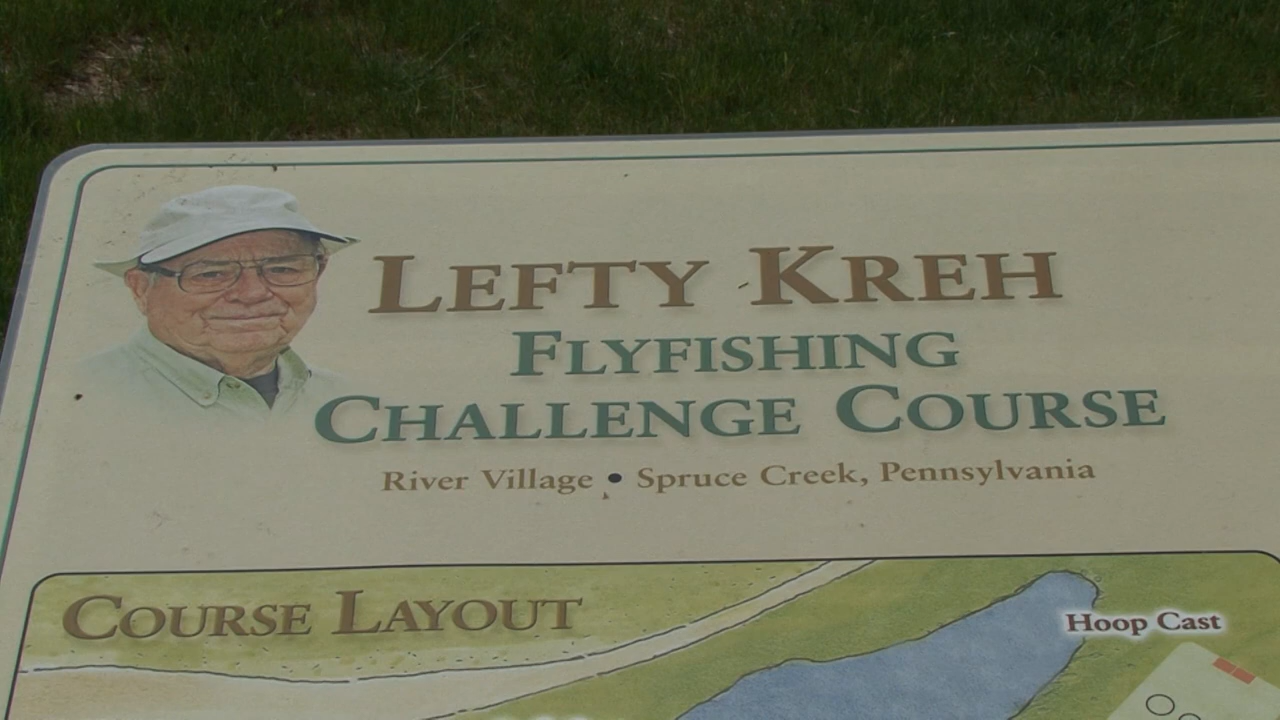 LEFTY KREH
FLYFISHING
CHALLENGE COURSE
River Village • Spruce Creek, Pennsylvania
COURSE LAYOUT
Hoop Cast